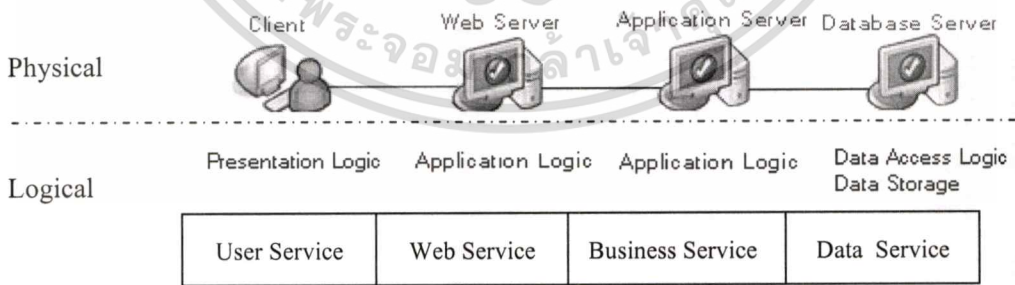 Client Web Server Application Server Database Server
Physical
Presentation Logic Application Logic Application Logic Data Access Logic
Data Storage
Logical
User Service Web Service Business Service Data Service